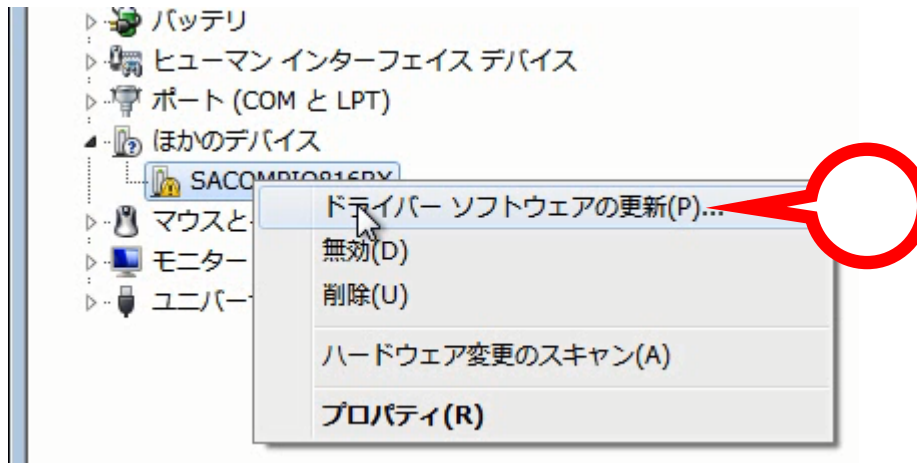 バッテリ
ヒューマン インターフェイス デバイス
ポート (COM と LPT)
ほかのデバイス
ドライバー ソフトウェアの更新(P)...
マウスと
無効(D)
モニター
削除(U)
ユニバー
ハードウェア変更のスキャン(A)
プロパティ(R)